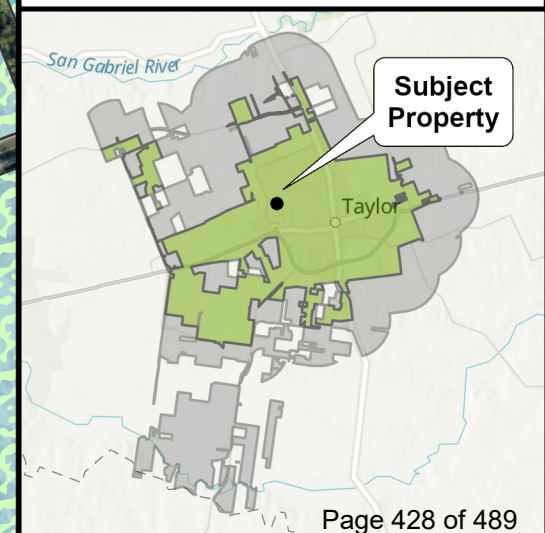 San Gabriel River
Subject
Property
Taylor
Page 428 of 489